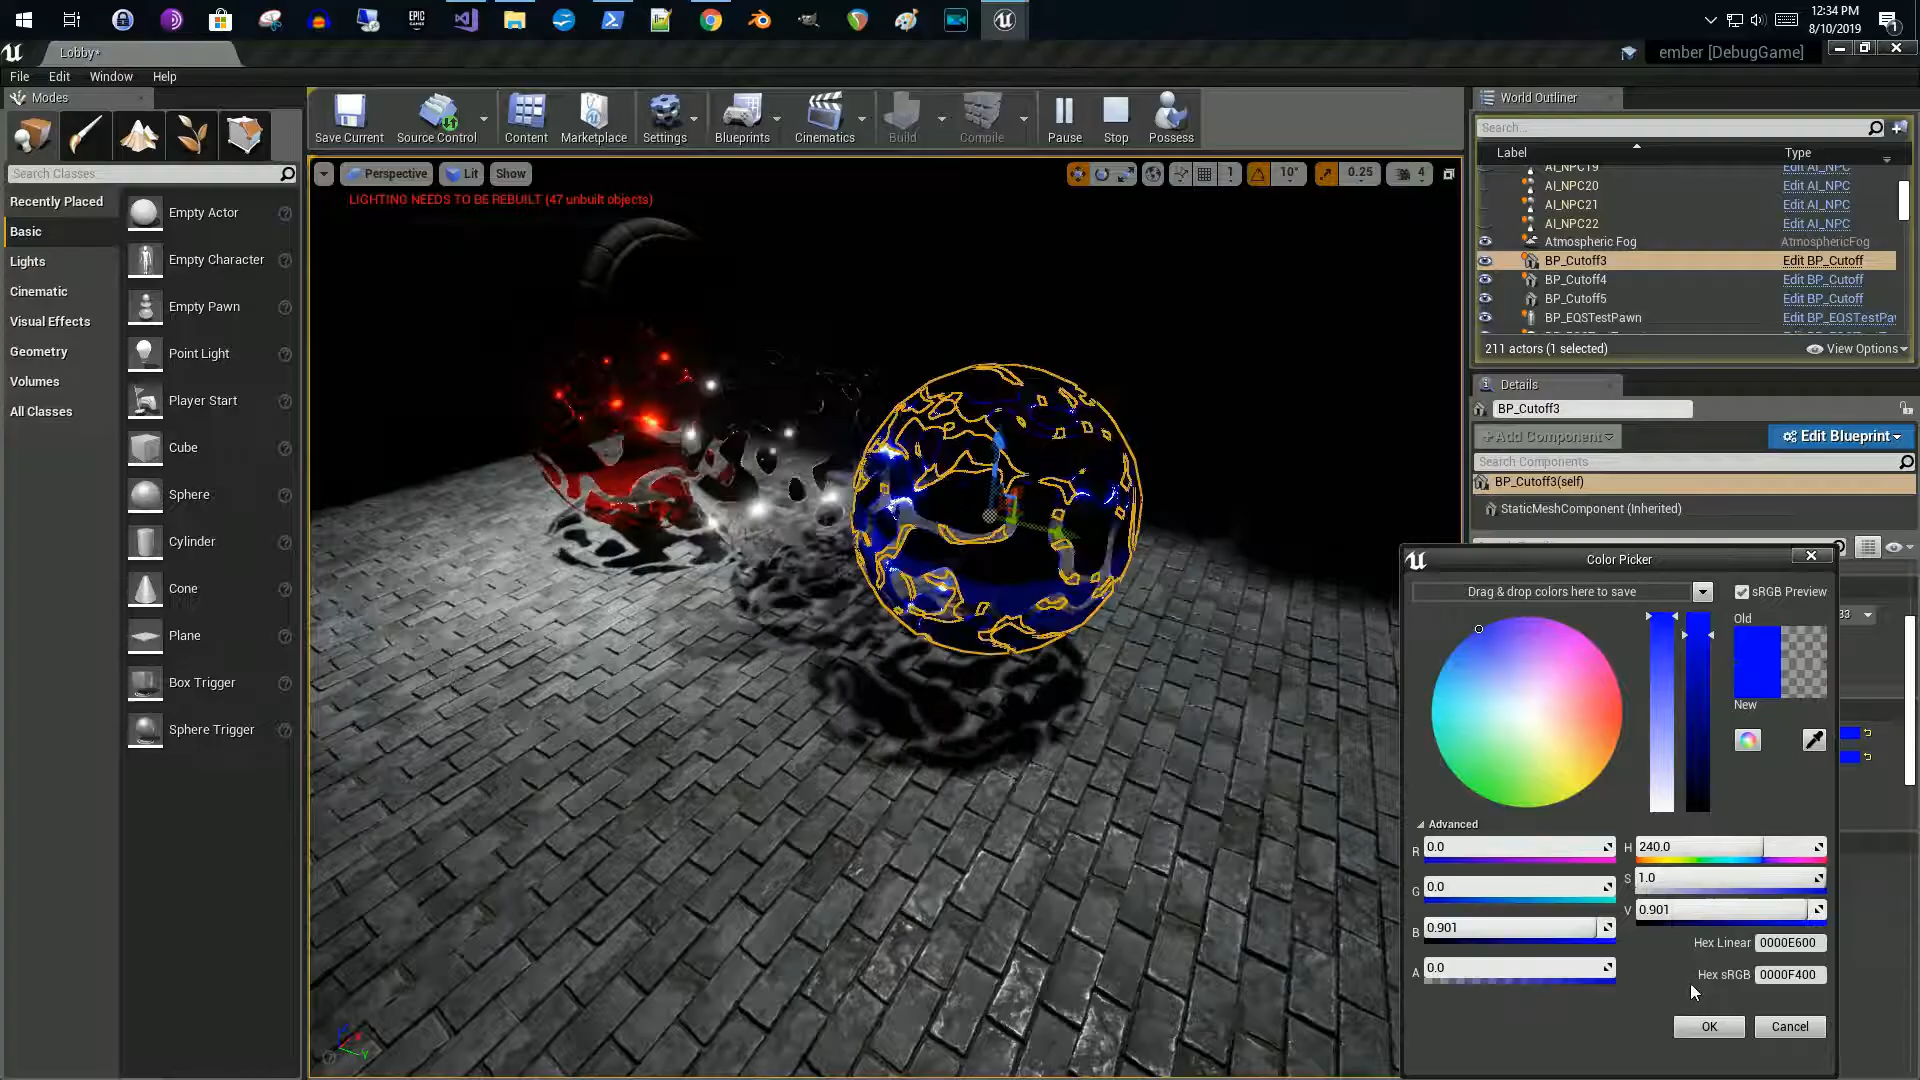 12:34 PM
8/10/2019
1
Lobby*
ember [DebugGame]
File Edit Window Help
Modes
Save Current
Source Control
Content
Marketplace
Settings
Blueprints
Cinematics
Build
Compile
Pause
Stop
Possess
Search Classes
Recently Placed
Basic
Lights
Cinematic
Visual Effects
Geometry
Volumes
All Classes
Empty Actor
Empty Character
Empty Pawn
Point Light
Player Start
Cube
Sphere
Cylinder
Cone
Plane
Box Trigger
Sphere Trigger
Perspective
Lit
Show
1
10°
0.25
4
LIGHTING NEEDS TO BE REBUILT (47 unbuilt objects)
World Outliner
Search...
Label Type
AI_NPC19 Edit AI_NPC
AI_NPC20 Edit AI_NPC
AI_NPC21 Edit AI_NPC
AI_NPC22 Edit AI_NPC
Atmospheric Fog AtmosphericFog
BP_Cutoff3 Edit BP_Cutoff
BP_Cutoff4 Edit BP_Cutoff
BP_Cutoff5 Edit BP_Cutoff
BP_EQSTestPawn Edit BP_EQSTestPa
211 actors (1 selected) View Options
Details
BP_Cutoff3
+Add Component
Edit Blueprint
Search Components
BP_Cutoff3(self)
StaticMeshComponent (Inherited)
Color Picker
Drag & drop colors here to save
sRGB Preview
Old
33
New
Advanced
R 0.0
G 0.0
B 0.901
A 0.0
H 240.0
S 1.0
V 0.901
Hex Linear 0000E600
Hex sRGB 0000F400
OK Cancel